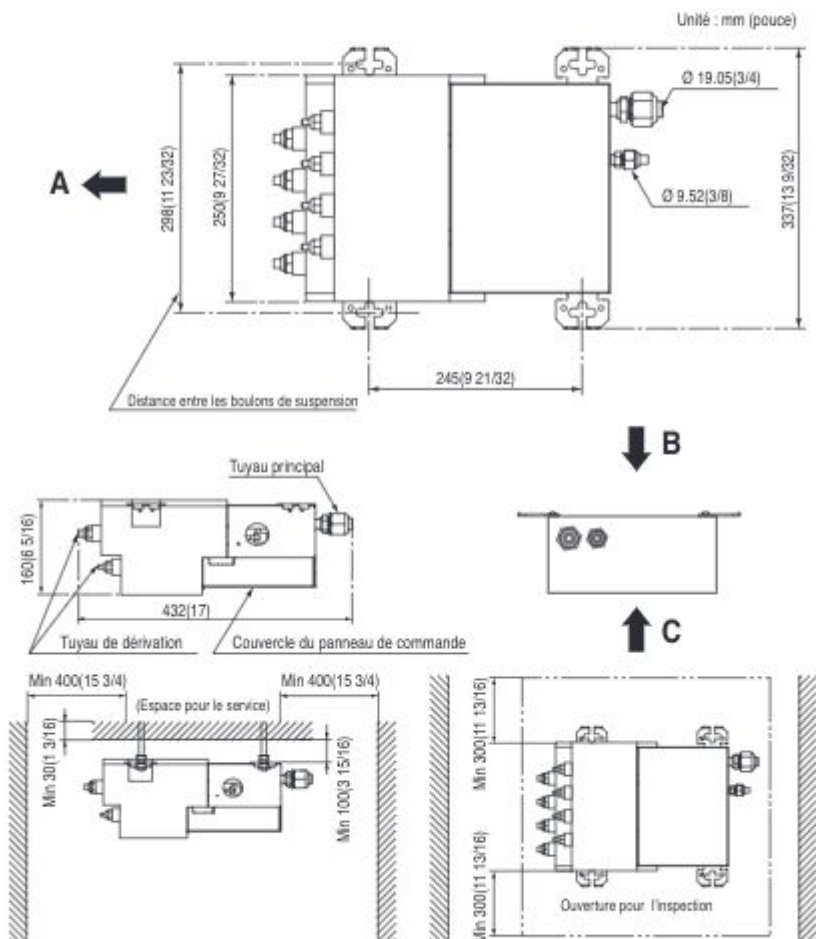 Unité : mm (pouce)
Ø 19.05(3/4)
A
298(11 23/32)
250(9 27/32)
337(13 9/32)
Ø 9.52(3/8)
H
245(9 21/32)
Distance entre les boulons de suspension
B
Tuyau principal
160(6 5/16)
432(17)
Tuyau de dérivation
Couvercle du panneau de commande
C
Min 400(15 3/4)
(Espace pour le service)
Min 400(15 3/4)
Min 30(1 3/16)
Min 100(3 15/16)
Min 300(11 13/16)
Min 300(11 13/16)
Ouverture pour l'inspection